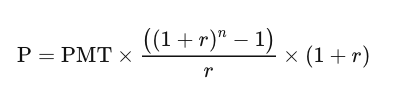 P = PMT × ((1 + r)ⁿ – 1) / r × (1 + r)